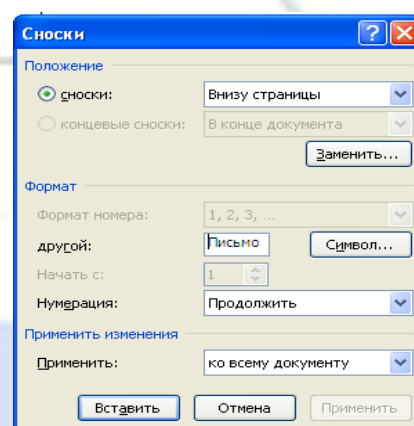 Сноски
Положение
сноски: Внизу страницы
концевые сноски: В конце документа
Заменить...
Формат
Формат номера: 1, 2, 3, ...
другой: Письмо Символ...
Начать с: 1
Нумерация: Продолжить
Применить изменения
Применить: ко всему документу
Вставить Отмена Применить